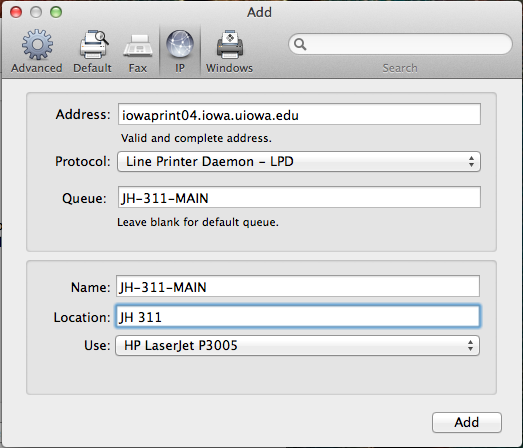 Add
Advanced Default Fax IP Windows Search
Address: iowaprint04.iowa.uiowa.edu
Valid and complete address.
Protocol: Line Printer Daemon – LPD
Queue: JH-311-MAIN
Leave blank for default queue.
Name: JH-311-MAIN
Location: JH 311
Use: HP LaserJet P3005
Add